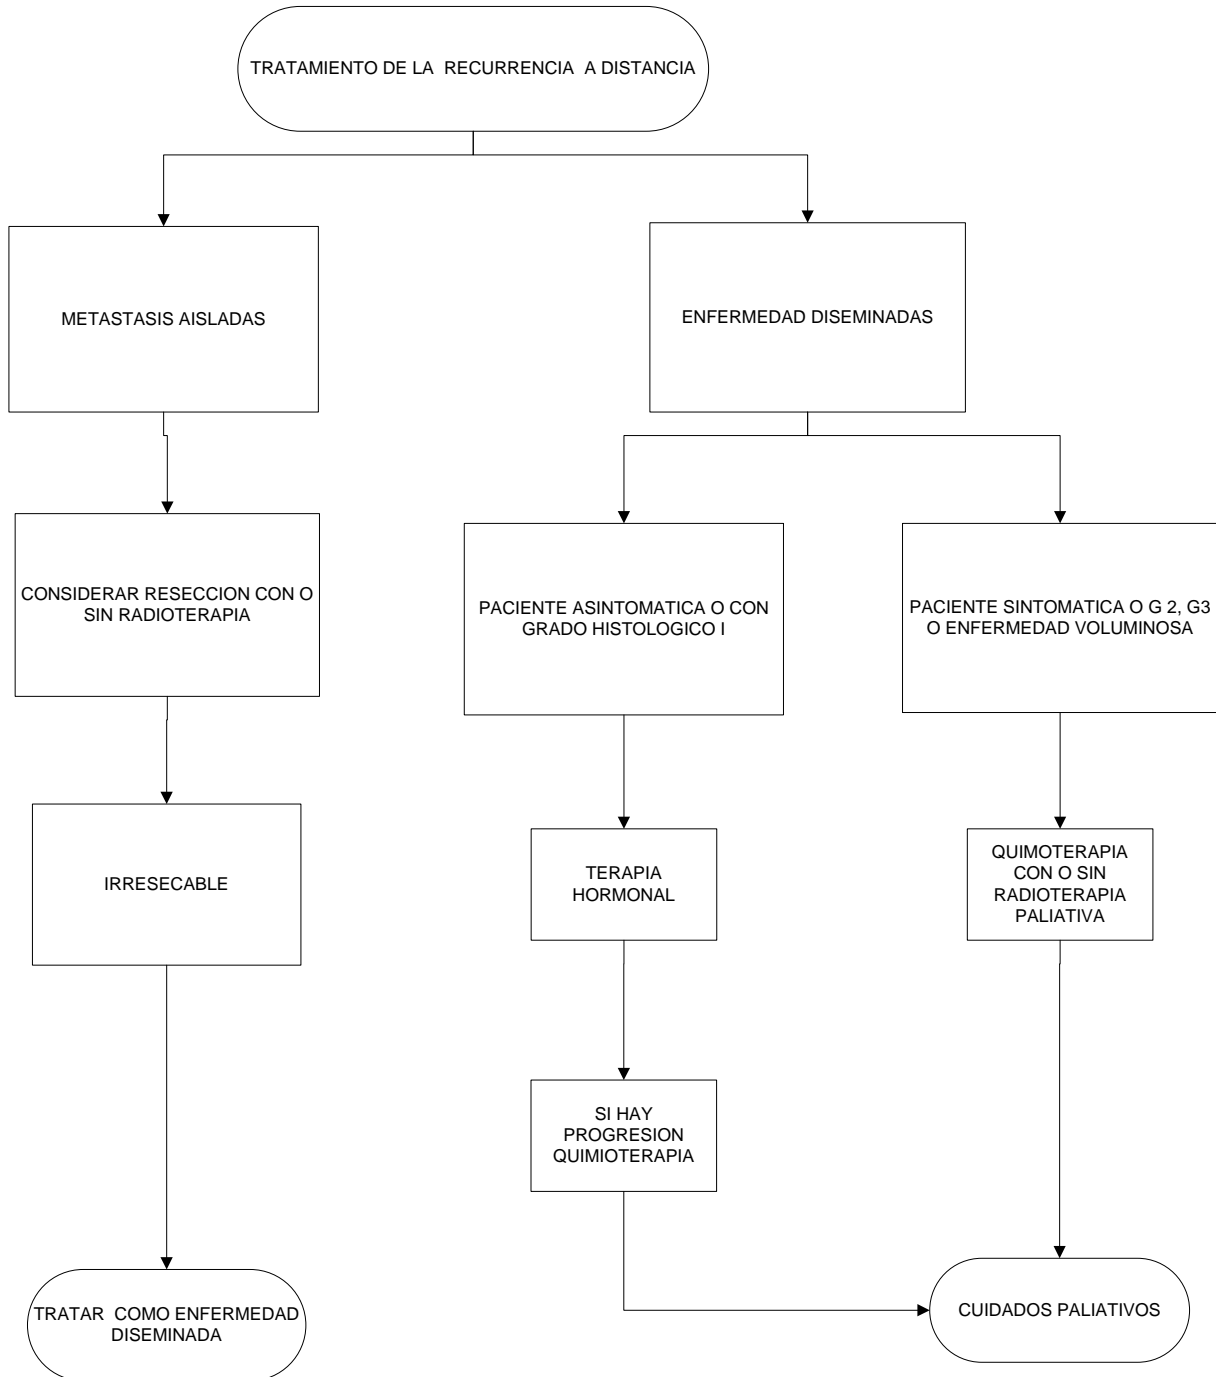 TRATAMIENTO DE LA RECURRENCIA A DISTANCIA
METASTASIS AISLADAS
ENFERMEDAD DISEMINADAS
CONSIDERAR RESECCION CON O
SIN RADIOTERAPIA
PACIENTE ASINTOMATICA O CON
GRADO HISTOLOGICO I
PACIENTE SINTOMATICA O G 2, G3
O ENFERMEDAD VOLUMINOSA
IRRESECABLE
TERAPIA
HORMONAL
QUIMOTERAPIA
CON O SIN
RADIOTERAPIA
PALIATIVA
SI HAY
PROGRESION
QUIMIOTERAPIA
TRATAR COMO ENFERMEDAD
DISEMINADA
CUIDADOS PALIATIVOS